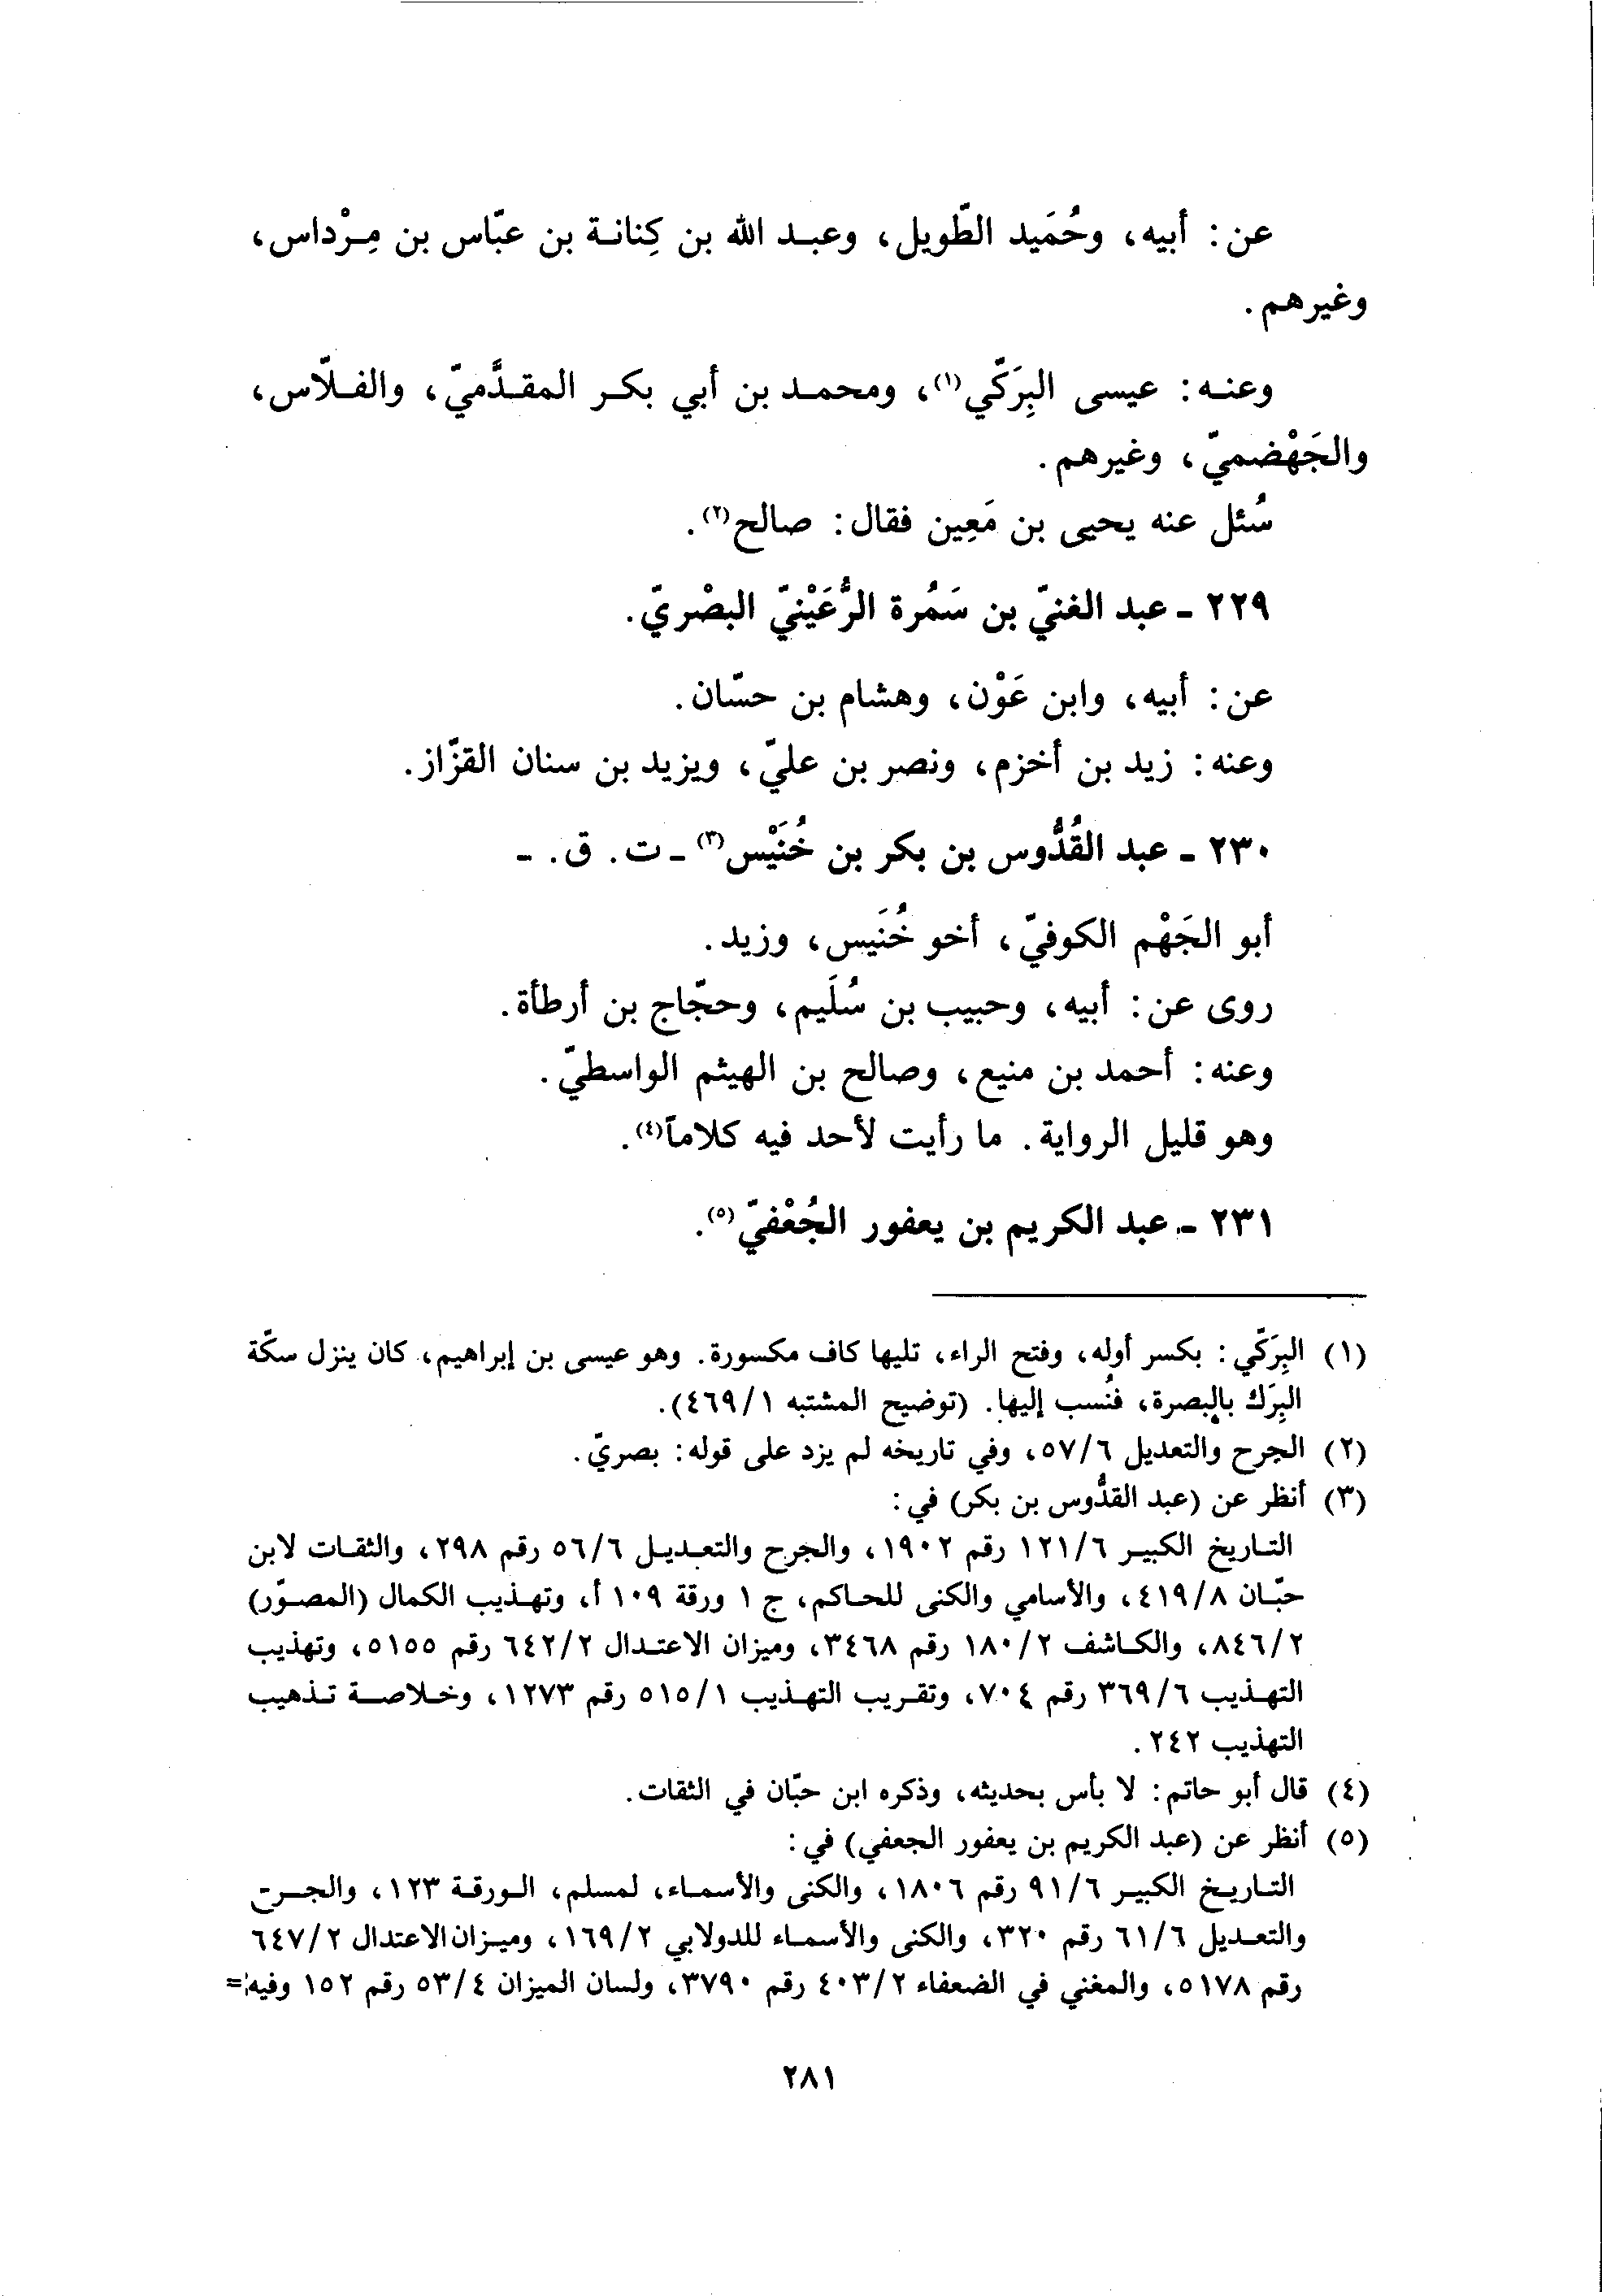 عن: أبيه، وحُمَيد الطّويل، وعبد الله بن كِنانة بن عبّاس بن مِرْداس،
وغيرهم.
وعنه: عيسى البِرَكّي(١)، ومحمد بن أبي بكر المقدَّميّ، والفلّاس،
والجَهْضميّ، وغيرهم.
سُئل عنه يحيى بن مَعِين فقال: صالح(٢).
٢٢٩ - عبد الغنيّ بن سَمُرة الرُّعَيْنيّ البصْريّ.
عن: أبيه، وابن عَوْن، وهشام بن حسّان.
وعنه: زيد بن أخزم، ونصر بن عليّ، ويزيد بن سنان القزّاز.
٢٣٠ - عبد القُدُّوس بن بكر بن خُنَيْس(٣) - ت. ق. -
أبو الجَهْم الكوفيّ، أخو خُنَيس، وزيد.
روى عن: أبيه، وحبيب بن سُلَيم، وحجّاج بن أرطأة.
وعنه: أحمد بن منيع، وصالح بن الهيثم الواسطيّ.
وهو قليل الرواية. ما رأيت لأحد فيه كلاماً(٤).
٢٣١ - عبد الكريم بن يعفور الجُعْفيّ(٥).
(١) البِرَكّي: بكسر أوله، وفتح الراء، تليها كاف مكسورة. وهو عيسى بن إبراهيم، كان ينزل سكّة
البِرَك بالبصرة، فنُسب إليها. (توضيح المشتبه ٤٦٩/١).
(٢) الجرح والتعديل ٥٧/٦، وفي تاريخه لم يزد على قوله: بصريّ.
(٣) أنظر عن (عبد القدُّوس بن بكر) في:
التاريخ الكبير ١٢١/٦ رقم ١٩٠٢، والجرح والتعديل ٥٦/٦ رقم ٢٩٨، والثقات لابن
حبّان ٤١٩/٨، والأسامي والكنى للحاكم، ج ١ ورقة ١٠٩ أ، وتهذيب الكمال (المصوّر)
٨٤٦/٢، والكاشف ١٨٠/٢ رقم ٣٤٦٨، وميزان الاعتدال ٦٤٢/٢ رقم ٥١٥٥، وتهذيب
التهذيب ٣٦٩/٦ رقم ٧٠٤، وتقريب التهذيب ٥١٥/١ رقم ١٢٧٣، وخلاصة تذهيب
التهذيب ٢٤٢.
(٤) قال أبو حاتم: لا بأس بحديثه، وذكره ابن حبّان في الثقات.
(٥) أنظر عن (عبد الكريم بن يعفور الجعفي) في:
التاريخ الكبير ٩١/٦ رقم ١٨٠٦، والكنى والأسماء، لمسلم، الورقة ١٢٣، والجرح
والتعديل ٦١/٦ رقم ٣٢٠، والكنى والأسماء للدولابي ١٦٩/٢، وميزان الاعتدال ٦٤٧/٢
رقم ٥١٧٨، والمغني في الضعفاء ٤٠٣/٢ رقم ٣٧٩٠، ولسان الميزان ٥٣/٤ رقم ١٥٢ وفيه:=
٢٨١